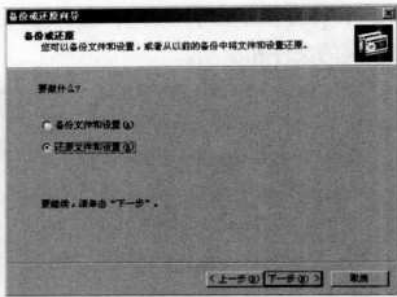 备份或还原向导
备份或还原
您可以备份文件和设置，或者从以前的备份中将文件和设置还原。
要做什么?
备份文件和设置(A)
还原文件和设置(R)
要继续，请单击“下一步”。
<上一步(B) 下一步(N)> 取消